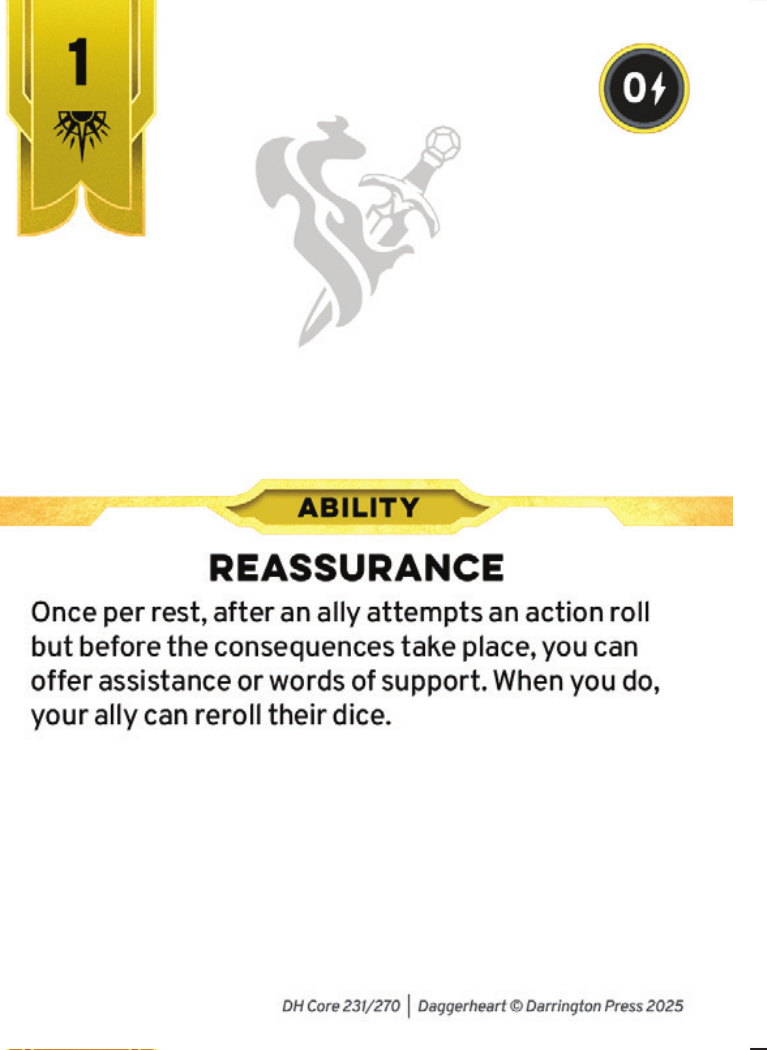 1
0
ABILITY
REASSURANCE
Once per rest, after an ally attempts an action roll
but before the consequences take place, you can
offer assistance or words of support. When you do,
your ally can reroll their dice.
DH Core 231/270 | Daggerheart © Darrington Press 2025